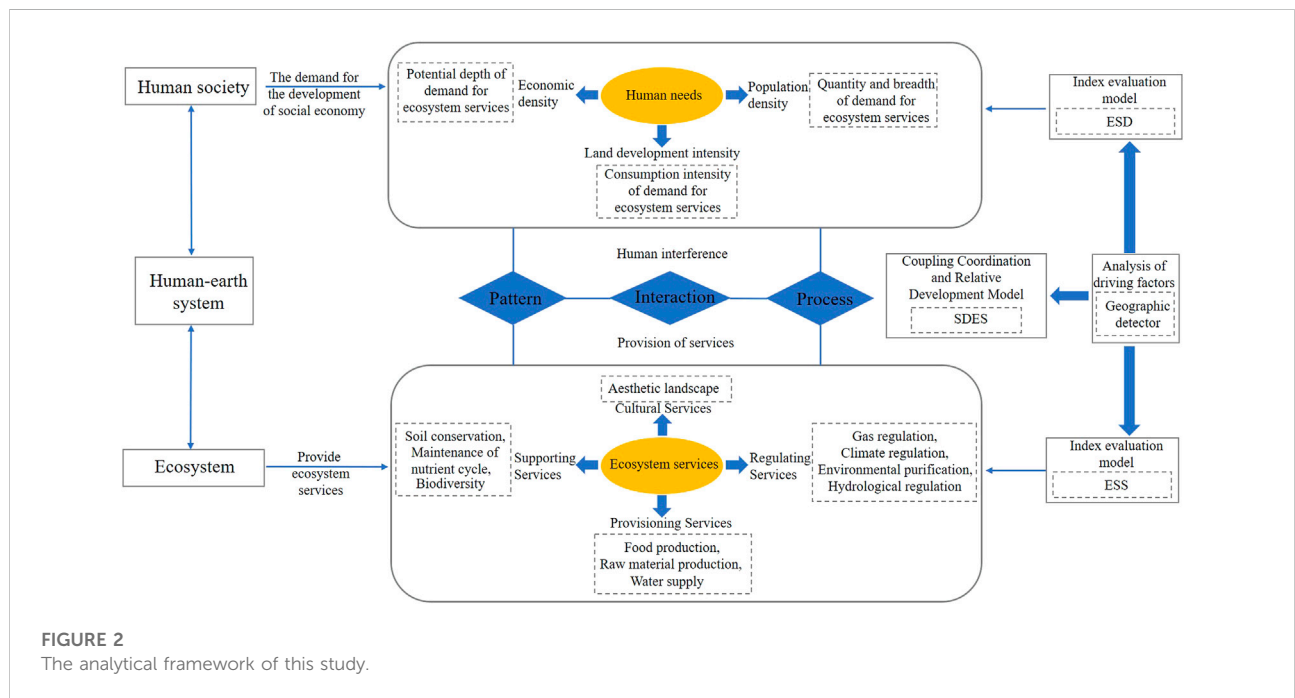 Human society
The demand for
the development
of social economy
Potential depth of
demand for
ecosystem services
Economic
density
Human needs
Population
density
Quantity and breadth
of demand for
ecosystem services
Land development intensity
Consumption intensity
of demand for
ecosystem services
Index evaluation
model
ESD
Human-earth
system
Human interference
Pattern
Interaction
Process
Provision of services
Coupling Coordination
and Relative
Development Model
SDES
Analysis of
driving factors
Geographic
detector
Ecosystem
Provide
ecosystem
services
Aesthetic landscape
Cultural Services
Soil conservation,
Maintenance of
nutrient cycle,
Biodiversity
Supporting
Services
Ecosystem services
Regulating
Services
Gas regulation,
Climate regulation,
Environmental purification,
Hydrological regulation
Provisioning Services
Food production,
Raw material production,
Water supply
Index evaluation
model
ESS
FIGURE 2
The analytical framework of this study.